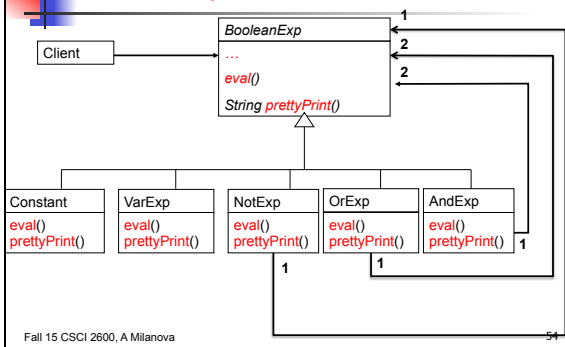 1
BooleanExp
Client
2
…
2
eval()
String prettyPrint()
Constant
eval()
prettyPrint()
VarExp
eval()
prettyPrint()
NotExp
eval()
prettyPrint()
OrExp
eval()
prettyPrint()
AndExp
eval()
prettyPrint()
1
1
1
Fall 15 CSCI 2600, A Milanova
54